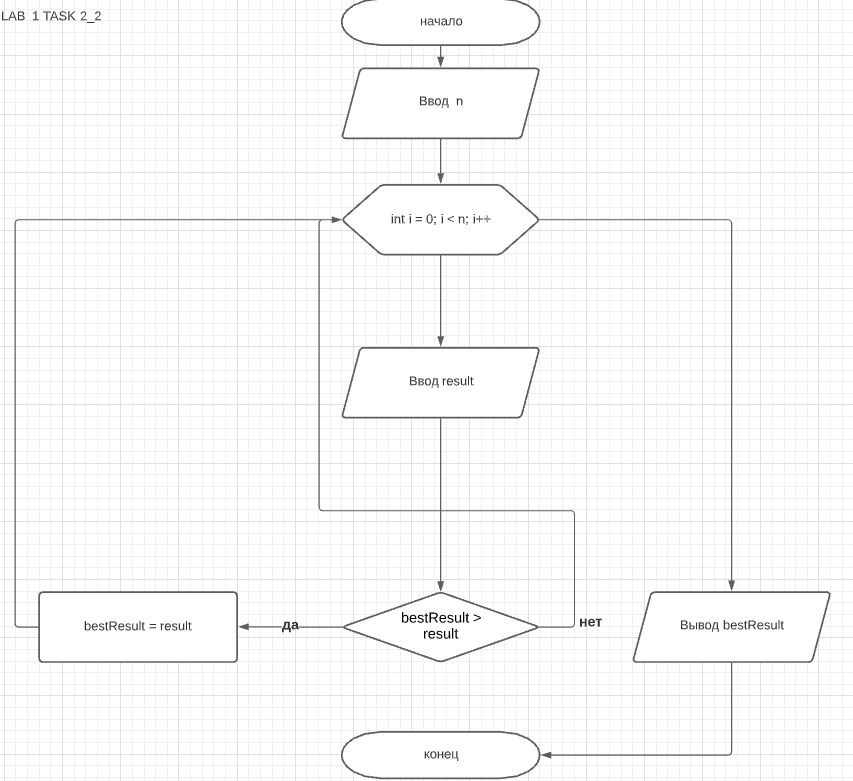 LAB 1 TASK 2_2
начало
Ввод n
int i = 0; i < n; i++
Ввод result
bestResult >
result
да
нет
bestResult = result
Вывод bestResult
конец